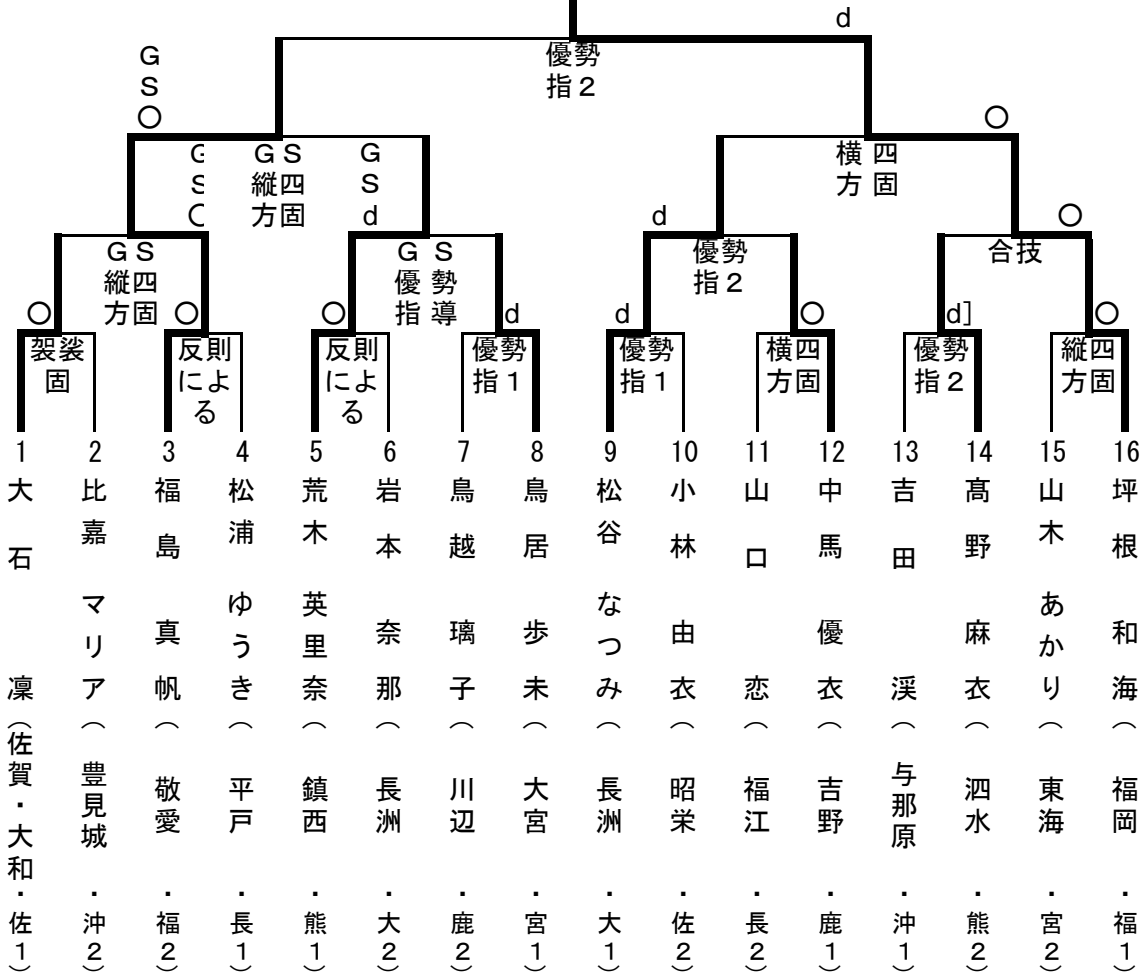 d
優勢
指２
Ｇ
Ｓ
〇
〇
Ｇ
Ｓ
〇
ＧＳ
縦四
方固
Ｇ
Ｓ
d
横四
方固
ＧＳ
縦四
方固
ＧＳ
優勢
指導
d
優勢
指２
〇
合技
〇
袈裟
固
〇
反則
によ
る
〇
反則
によ
る
d
優勢
指１
d
優勢
指１
〇
横四
方固
d]
優勢
指２
〇
縦四
方固
1 2 3 4 5 6 7 8 9 10 11 12 13 14 15 16
大石 凜（佐賀・大和・佐１）
比嘉 マリア（豊見城・沖２）
福島 真帆（敬愛・福２）
松浦 ゆうき（平戸・長１）
荒木 英里奈（鎮西・熊１）
岩本 奈那（長洲・大２）
鳥越 璃子（川辺・鹿２）
鳥居 歩未（大宮・宮１）
松谷 なつみ（長洲・大１）
小林 由衣（昭栄・佐２）
山口 恋（福江・長２）
中馬 優衣（吉野・鹿１）
吉田 渓（与那原・沖１）
髙野 麻衣（泗水・熊２）
山木 あかり（東海・宮２）
坪根 和海（福岡・福１）